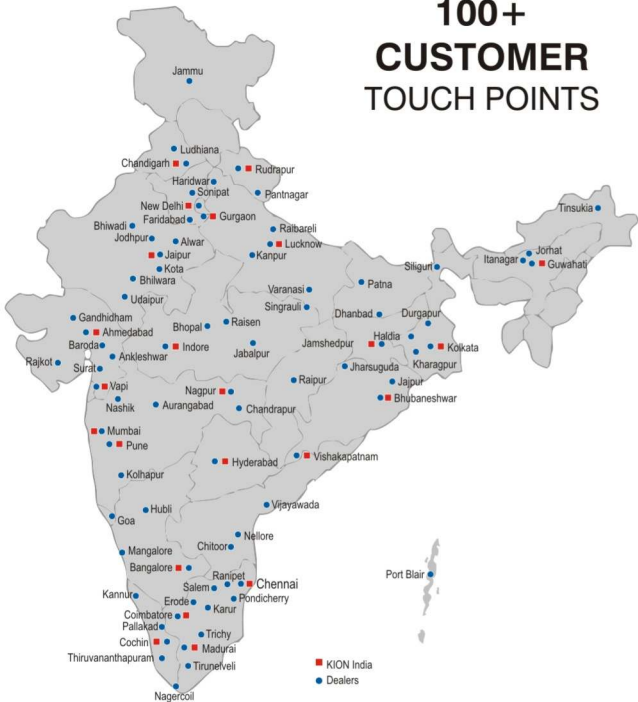 100+
CUSTOMER
TOUCH POINTS
Jammu
Ludhiana
Chandigarh
Rudrapur
Haridwar
Sonipat
Pantnagar
New Delhi
Faridabad
Gurgaon
Tinsukia
Bhiwadi
Raibareli
Jodhpur
Alwar
Lucknow
Jorhat
Jaipur
Kanpur
Itanagar
Guwahati
Kota
Siliguri
Bhilwara
Patna
Varanasi
Udaipur
Singrauli
Gandhidham
Raisen
Dhanbad
Durgapur
Ahmedabad
Bhopal
Haldia
Baroda
Indore
Jamshedpur
Kolkata
Ankleshwar
Jabalpur
Kharagpur
Rajkot
Surat
Jharsuguda
Raipur
Jajpur
Vapi
Nagpur
Bhubaneshwar
Nashik
Aurangabad
Chandrapur
Mumbai
Pune
Vishakapatnam
Hyderabad
Kolhapur
Vijayawada
Hubli
Goa
Nellore
Chitoor
Mangalore
Bangalore
Port Blair
Ranipet
Chennai
Salem
Kannur
Pondicherry
Erode
Karur
Coimbatore
Pallakad
Trichy
Cochin
Madurai
Thiruvananthapuram
Tirunelveli
Nagercoil
KION India
Dealers